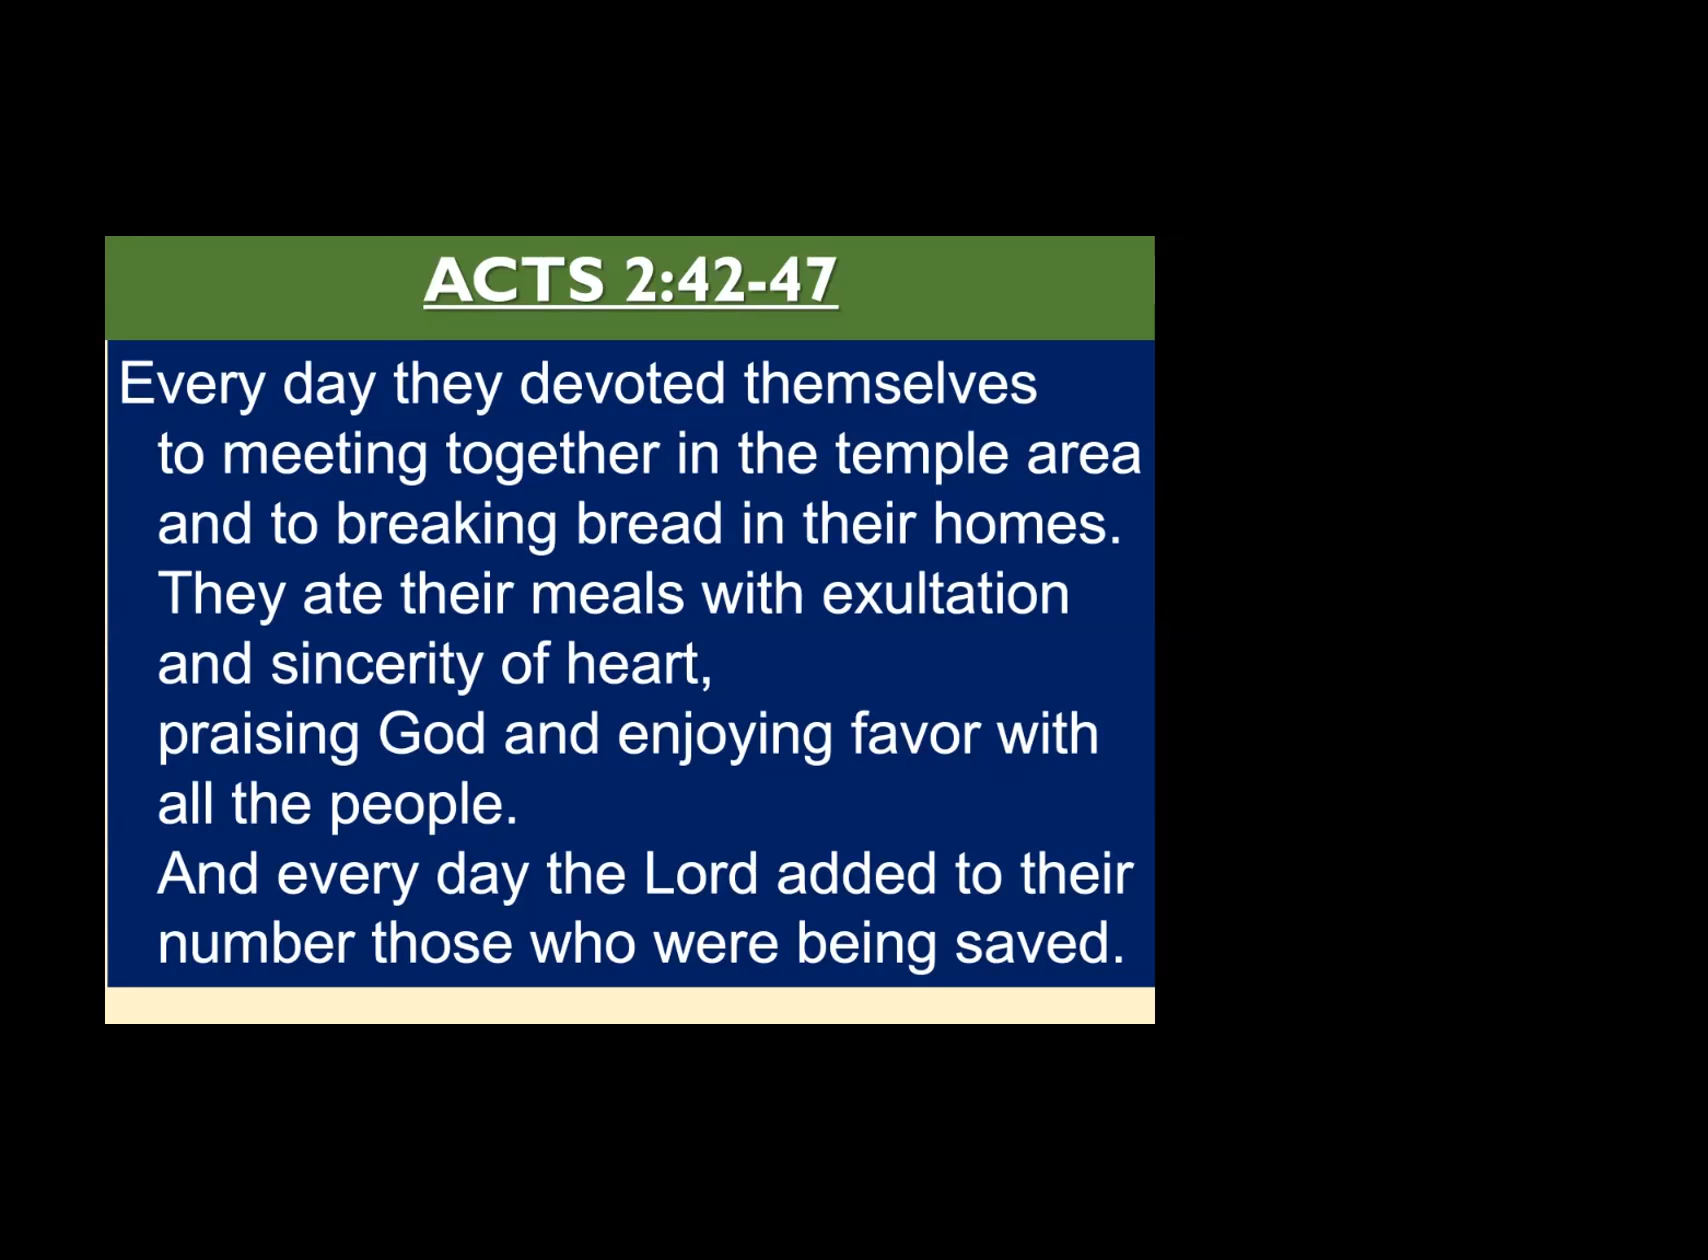 ACTS 2:42-47
Every day they devoted themselves
to meeting together in the temple area
and to breaking bread in their homes.
They ate their meals with exultation
and sincerity of heart,
praising God and enjoying favor with
all the people.
And every day the Lord added to their
number those who were being saved.